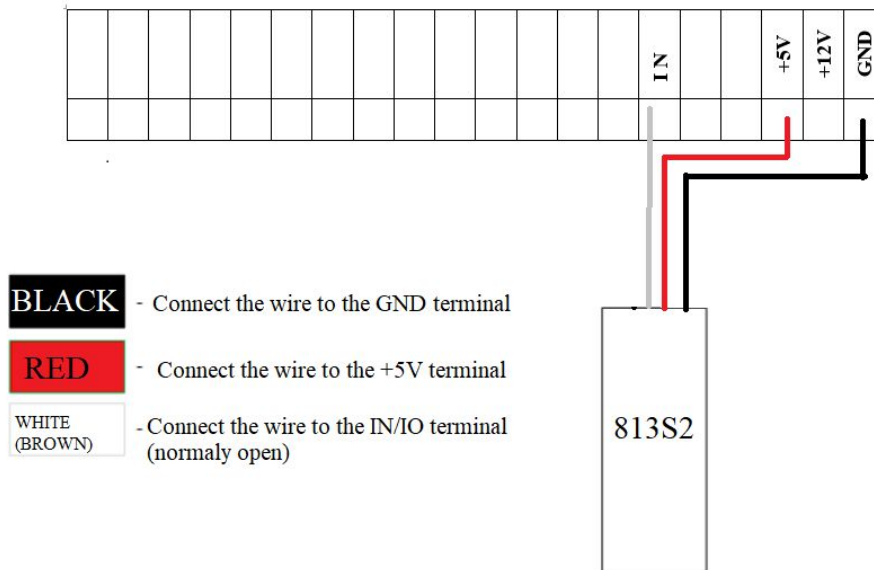 IN
+5V
+12V
GND
BLACK - Connect the wire to the GND terminal
RED - Connect the wire to the +5V terminal
WHITE
(BROWN)
- Connect the wire to the IN/IO terminal
(normaly open)
813S2